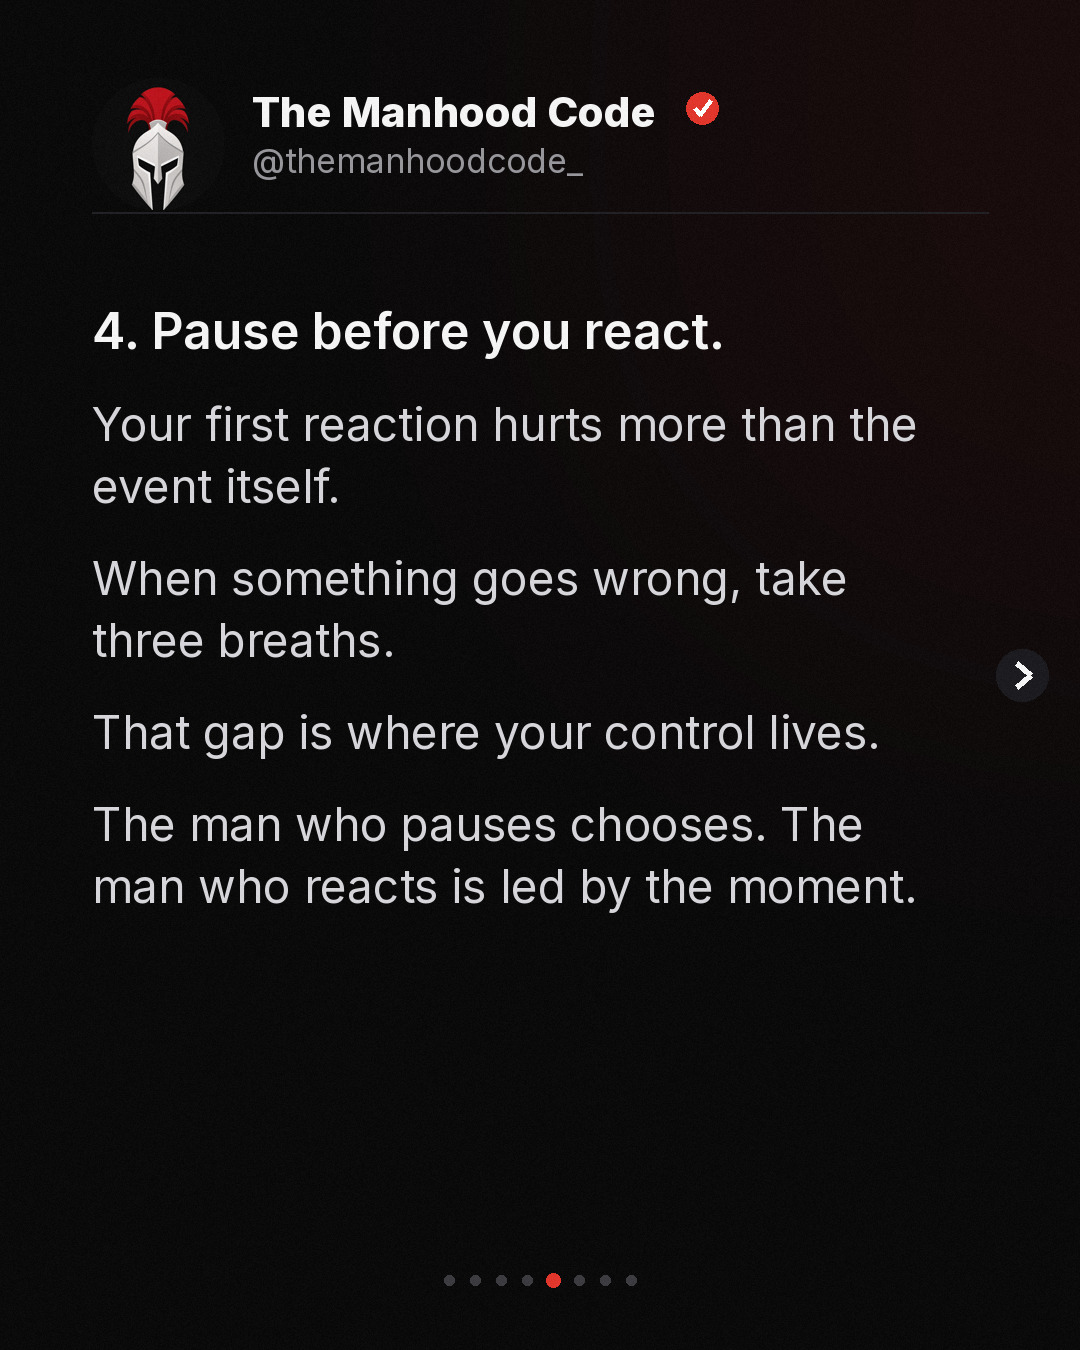 The Manhood Code
@themanhoodcode_
4. Pause before you react.
Your first reaction hurts more than the
event itself.
When something goes wrong, take
three breaths.
That gap is where your control lives.
The man who pauses chooses. The
man who reacts is led by the moment.